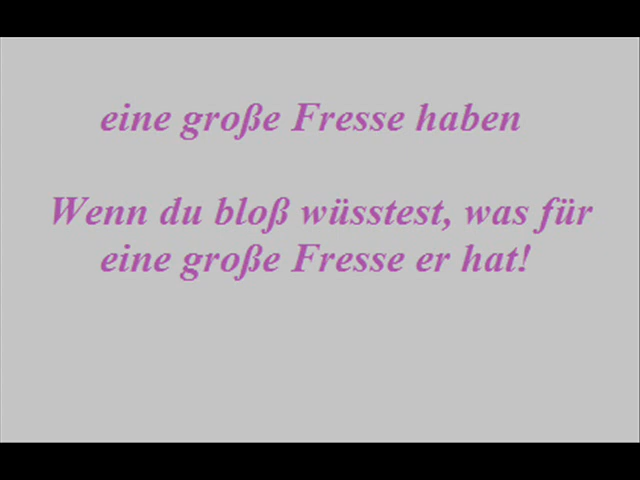 eine große Fresse haben
Wenn du bloß wüsstest, was für
eine große Fresse er hat!